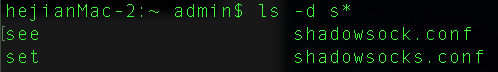 hejianMac-2:~ admin$ ls -d s*
see shadowsock.conf
set shadowsocks.conf